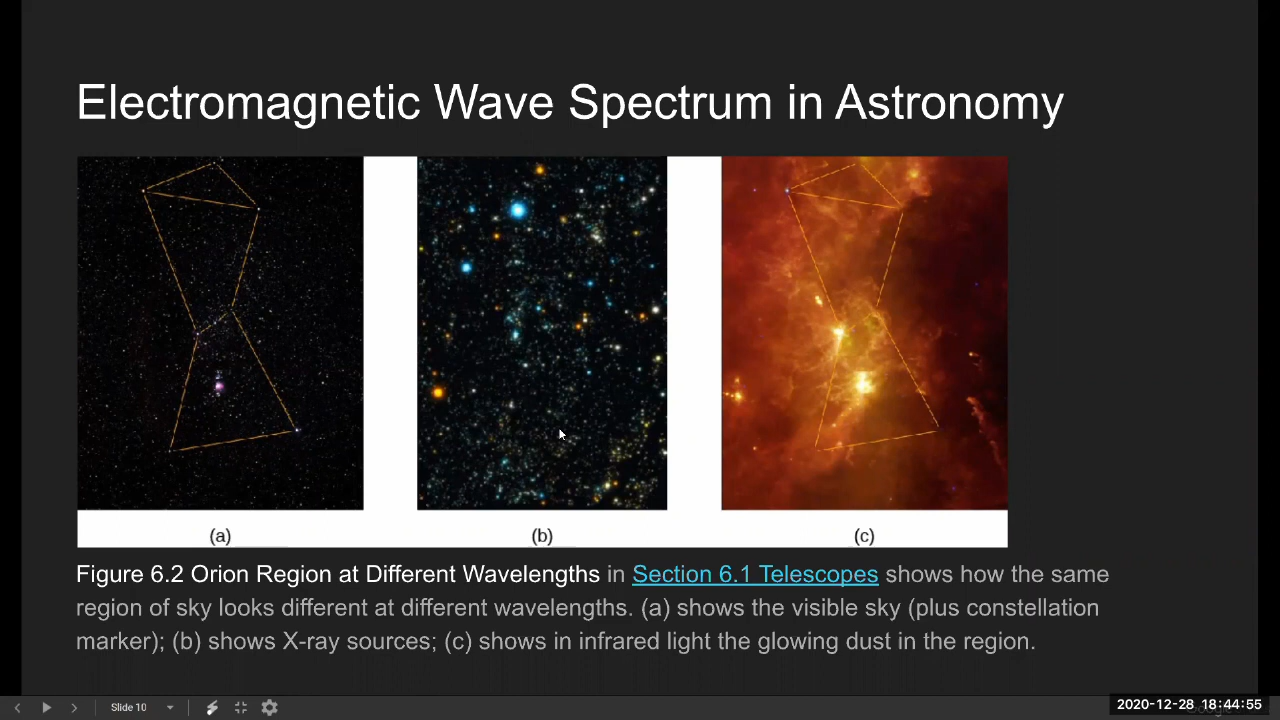 Electromagnetic Wave Spectrum in Astronomy
(a) (b) (c)
Figure 6.2 Orion Region at Different Wavelengths in Section 6.1 Telescopes shows how the same
region of sky looks different at different wavelengths. (a) shows the visible sky (plus constellation
marker); (b) shows X-ray sources; (c) shows in infrared light the glowing dust in the region.
Slide 10
2020-12-28 18:44:55